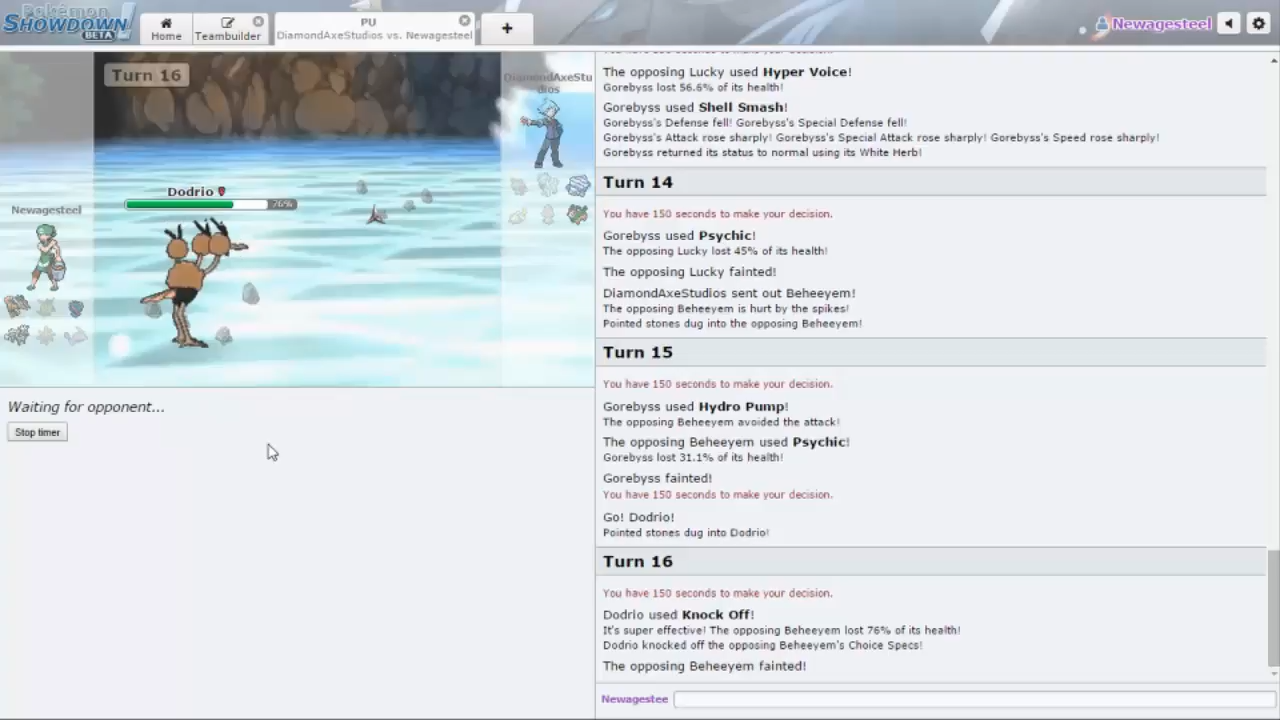 Pokémon
SHOWDOWN!
BETA
Home
Teambuilder
PU
DiamondAxeStudios vs. Newagesteel
+
Newagesteel
Turn 16
DiamondAxeStu
dios
Dodrio
76%
Newagesteel
Waiting for opponent...
Stop timer
The opposing Lucky used Hyper Voice!
Gorebyss lost 56.6% of its health!
Gorebyss used Shell Smash!
Gorebyss's Defense fell! Gorebyss's Special Defense fell!
Gorebyss's Attack rose sharply! Gorebyss's Special Attack rose sharply! Gorebyss's Speed rose sharply!
Gorebyss returned its status to normal using its White Herb!
Turn 14
You have 150 seconds to make your decision.
Gorebyss used Psychic!
The opposing Lucky lost 45% of its health!
The opposing Lucky fainted!
DiamondAxeStudios sent out Beheeyem!
The opposing Beheeyem is hurt by the spikes!
Pointed stones dug into the opposing Beheeyem!
Turn 15
You have 150 seconds to make your decision.
Gorebyss used Hydro Pump!
The opposing Beheeyem avoided the attack!
The opposing Beheeyem used Psychic!
Gorebyss lost 31.1% of its health!
Gorebyss fainted!
You have 150 seconds to make your decision.
Go! Dodrio!
Pointed stones dug into Dodrio!
Turn 16
You have 150 seconds to make your decision.
Dodrio used Knock Off!
It's super effective! The opposing Beheeyem lost 76% of its health!
Dodrio knocked off the opposing Beheeyem's Choice Specs!
The opposing Beheeyem fainted!
Newagestee